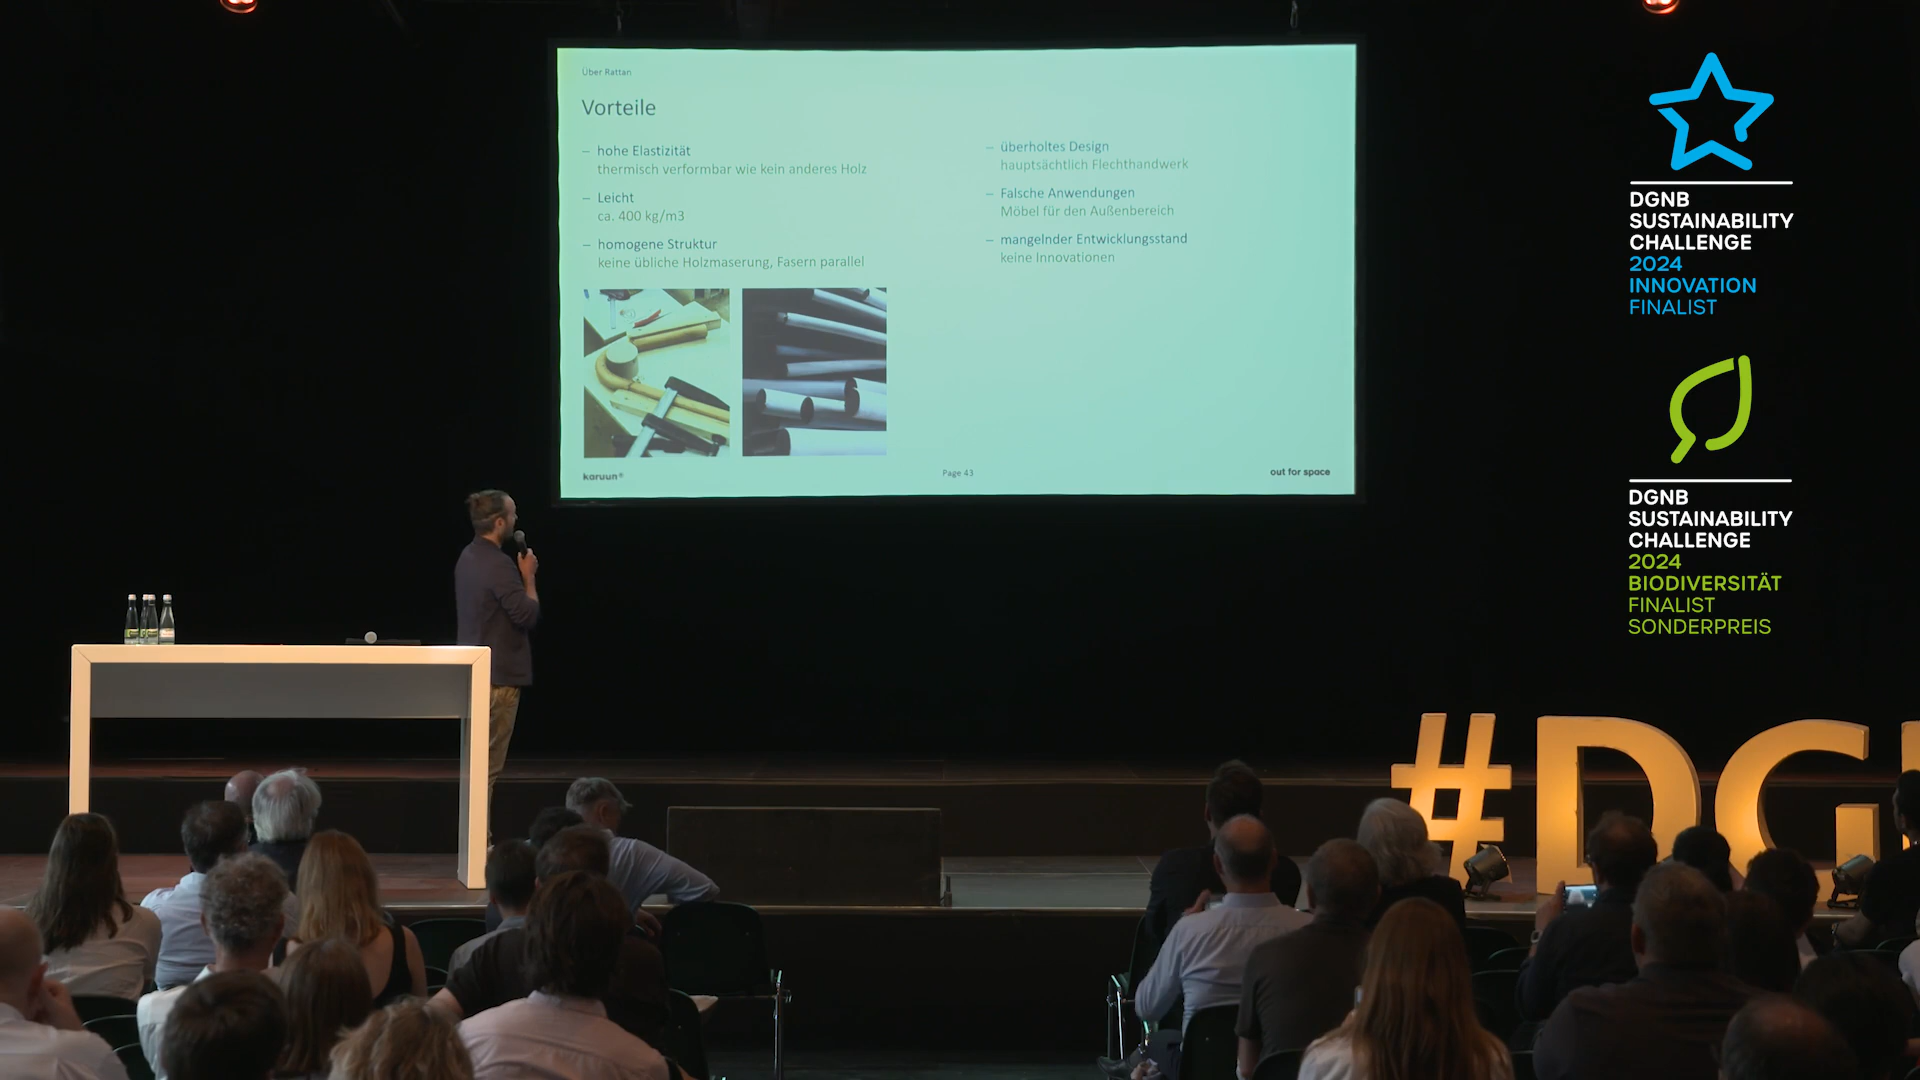 Über Rattan
Vorteile
– hohe Elastizität
thermisch verformbar wie kein anderes Holz
– Leicht
ca. 400 kg/m3
– homogene Struktur
keine übliche Holzmaserung, Fasern parallel
– überholtes Design
hauptsächlich Flechthandwerk
– Falsche Anwendungen
Möbel für den Außenbereich
– mangelnder Entwicklungsstand
keine Innovationen
karuun®
Page 43
out for space
DGNB
SUSTAINABILITY
CHALLENGE
2024
INNOVATION
FINALIST
DGNB
SUSTAINABILITY
CHALLENGE
2024
BIODIVERSITÄT
FINALIST
SONDERPREIS
#DG